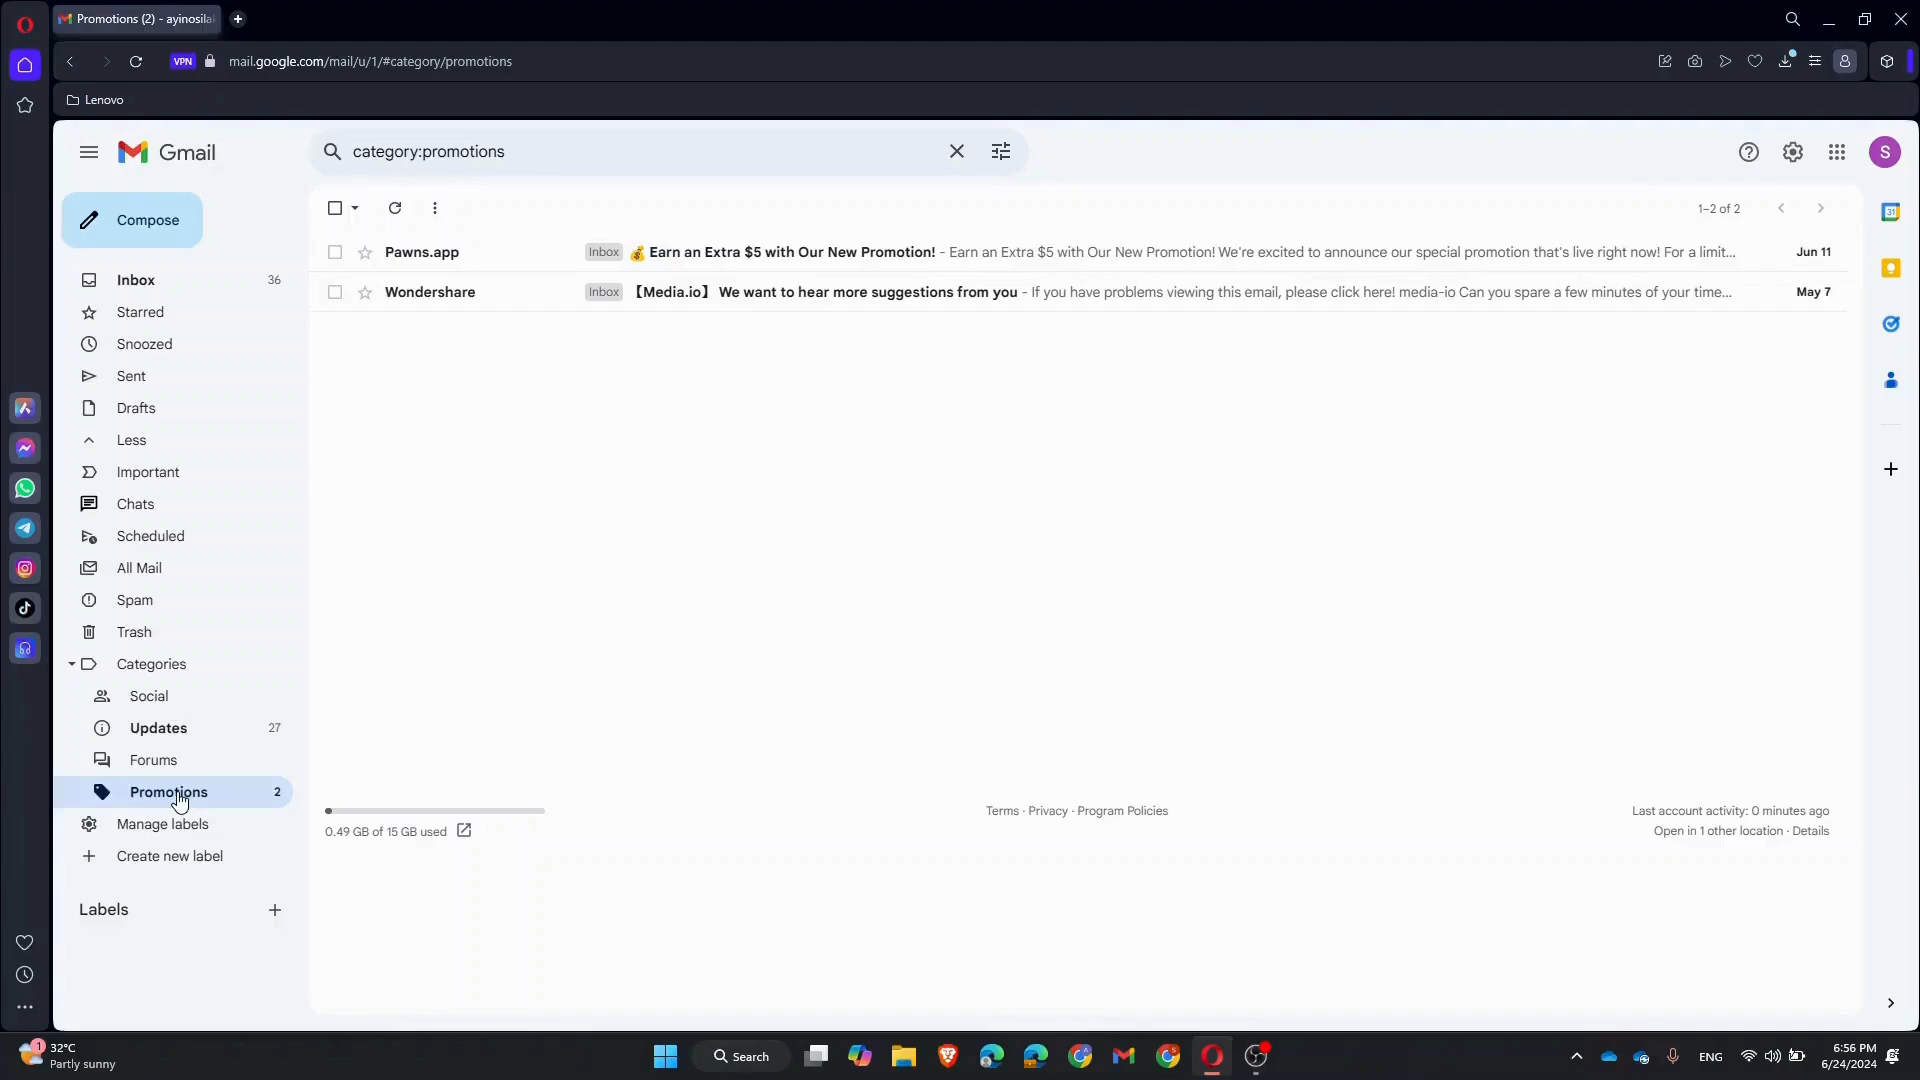 Promotions (2) - ayinosila
VPN
mail.google.com/mail/u/1/#category/promotions
Lenovo
Gmail
category:promotions
S
Compose
1–2 of 2
Pawns.app Inbox 💰 Earn an Extra $5 with Our New Promotion! - Earn an Extra $5 with Our New Promotion! We're excited to announce our special promotion that's live right now! For a limit... Jun 11
Wondershare Inbox 【Media.io】 We want to hear more suggestions from you - If you have problems viewing this email, please click here! media-io Can you spare a few minutes of your time... May 7
Inbox 36
Starred
Snoozed
Sent
Drafts
Less
Important
Chats
Scheduled
All Mail
Spam
Trash
Categories
Social
Updates 27
Forums
Promotions 2
Manage labels
Create new label
Labels
0.49 GB of 15 GB used
Terms · Privacy · Program Policies
Last account activity: 0 minutes ago
Open in 1 other location · Details
31
1
32°C
Partly sunny
Search
ENG
6:56 PM
6/24/2024